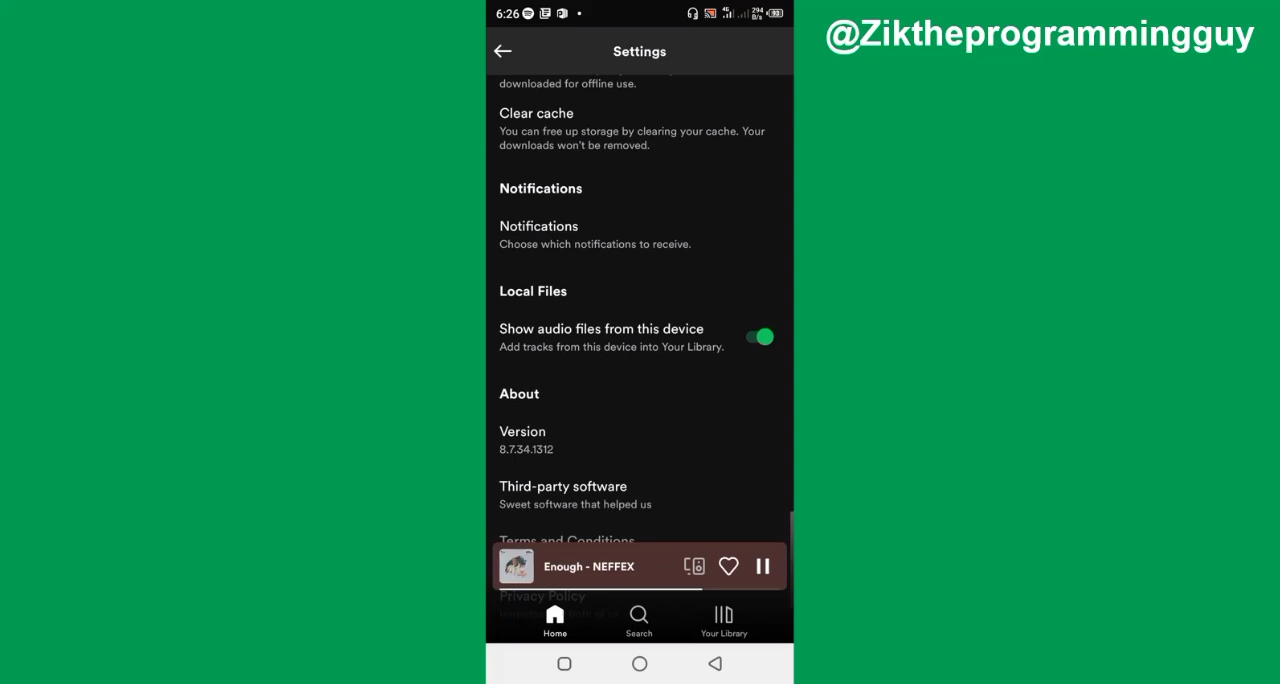 @Ziktheprogrammingguy
6:26
294
B/s
93
Settings
downloaded for offline use.
Clear cache
You can free up storage by clearing your cache. Your
downloads won't be removed.
Notifications
Notifications
Choose which notifications to receive.
Local Files
Show audio files from this device
Add tracks from this device into Your Library.
About
Version
8.7.34.1312
Third-party software
Sweet software that helped us
Terms and Conditions
Enough - NEFFEX
Privacy Policy
Home
Search
Your Library